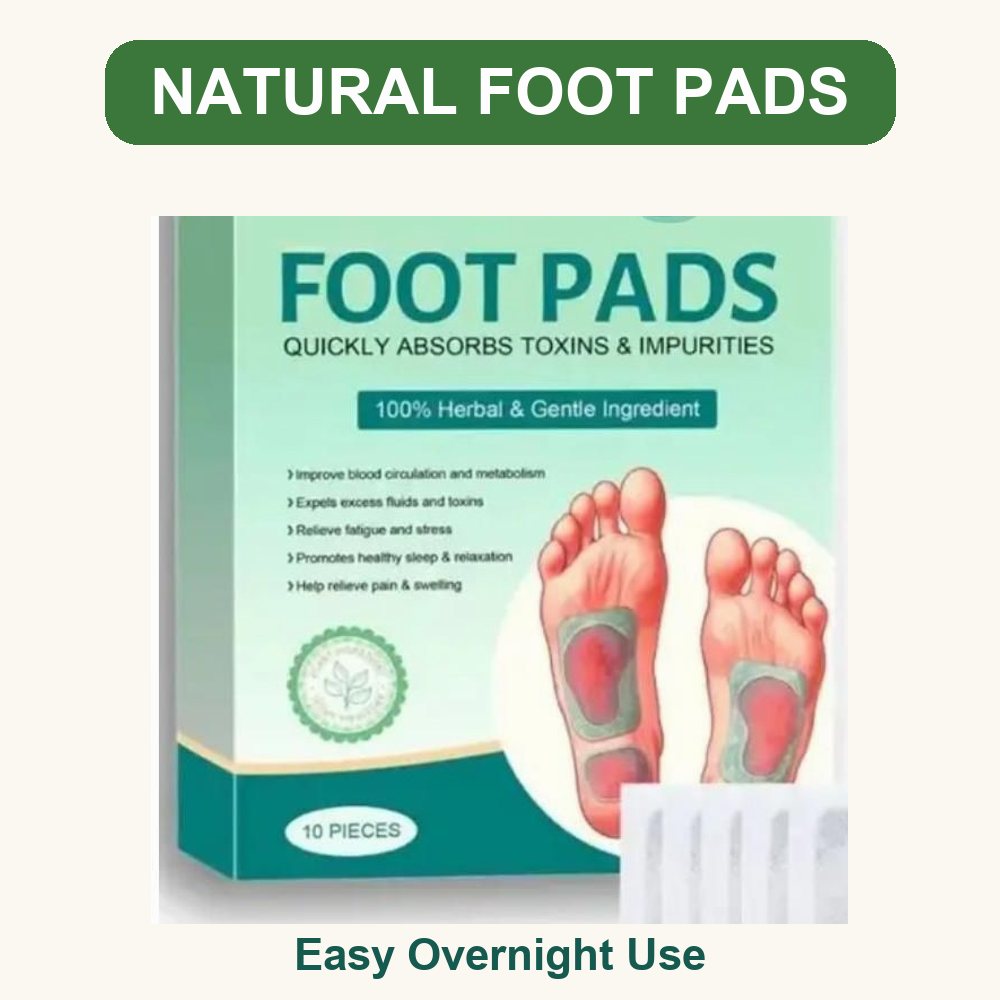 NATURAL FOOT PADS
FOOT PADS
QUICKLY ABSORBS TOXINS & IMPURITIES
100% Herbal & Gentle Ingredient
Improve blood circulation and metabolism
Expels excess fluids and toxins
Relieve fatigue and stress
Promotes healthy sleep & relaxation
Help relieve pain & swelling
10 PIECES
Easy Overnight Use